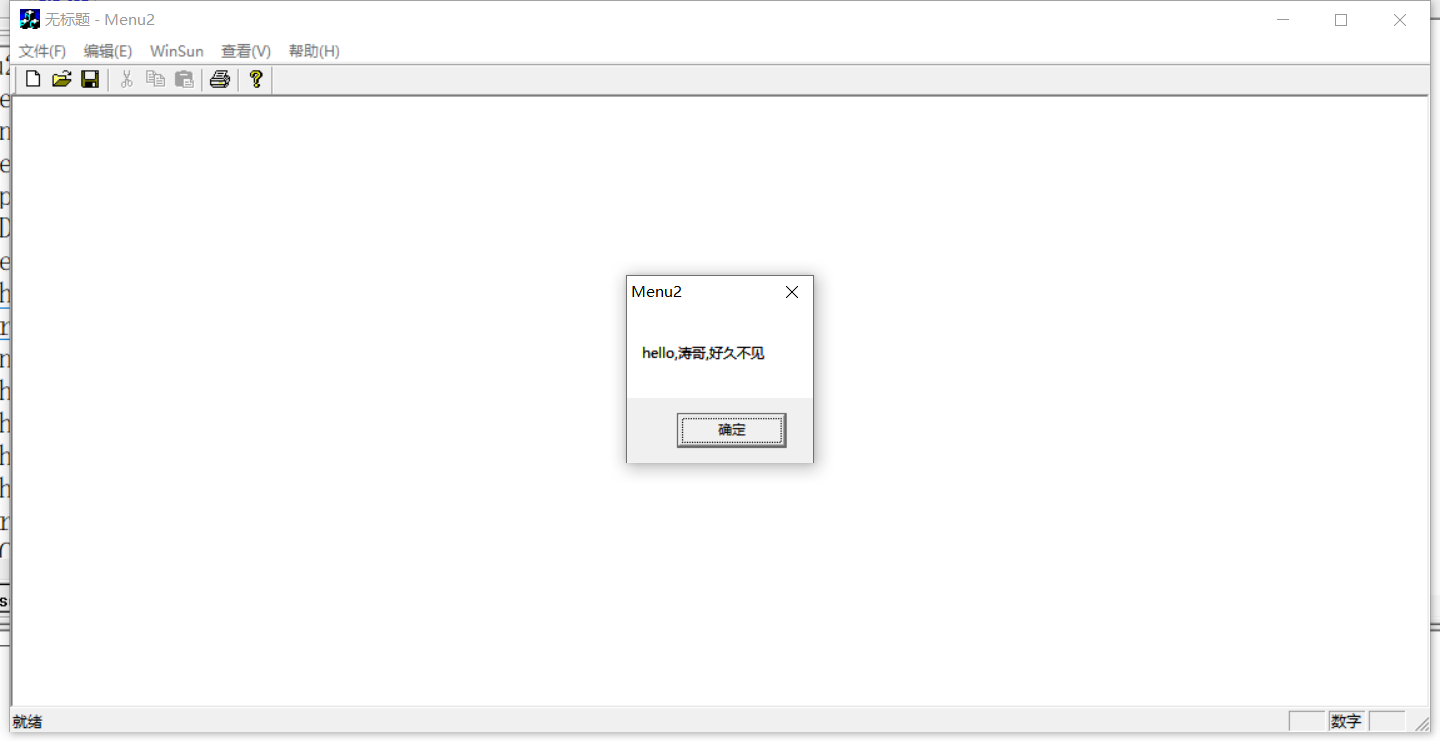 无标题 - Menu2
文件(F) 编辑(E) WinSun 查看(V) 帮助(H)
Menu2
hello,涛哥,好久不见
确定
就绪
数字